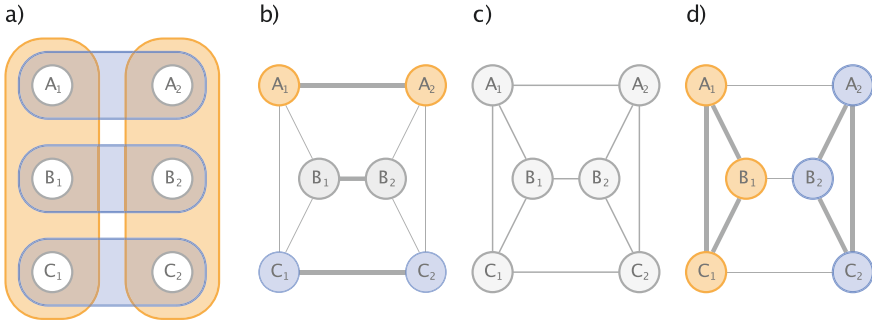 a) b) c) d)
A₁ A₂ A₁ A₂ A₁ A₂ A₁ A₂
B₁ B₂ B₁ B₂ B₁ B₂ B₁ B₂
C₁ C₂ C₁ C₂ C₁ C₂ C₁ C₂